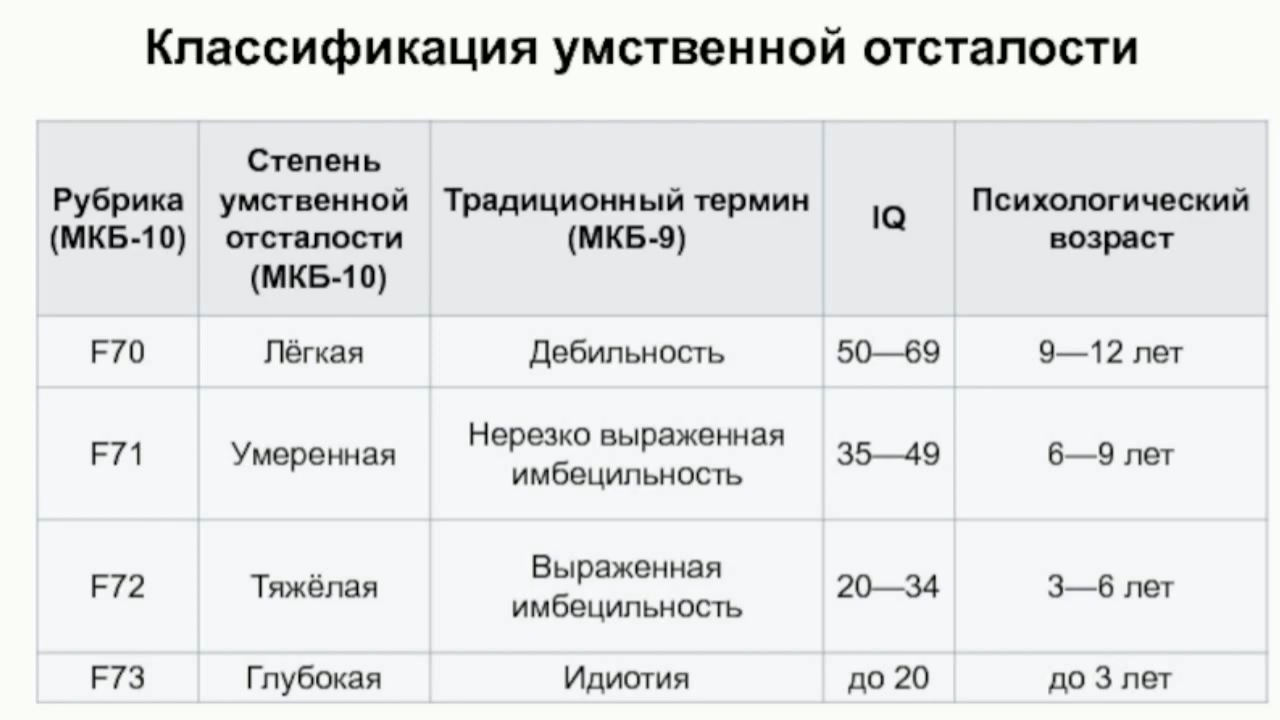 Классификация умственной отсталости
Рубрика
(МКБ-10)
Степень
умственной
отсталости
(МКБ-10)
Традиционный термин
(МКБ-9)
IQ
Психологический
возраст
F70
Лёгкая
Дебильность
50—69
9—12 лет
F71
Умеренная
Нерезко выраженная
имбецильность
35—49
6—9 лет
F72
Тяжёлая
Выраженная
имбецильность
20—34
3—6 лет
F73
Глубокая
Идиотия
до 20
до 3 лет